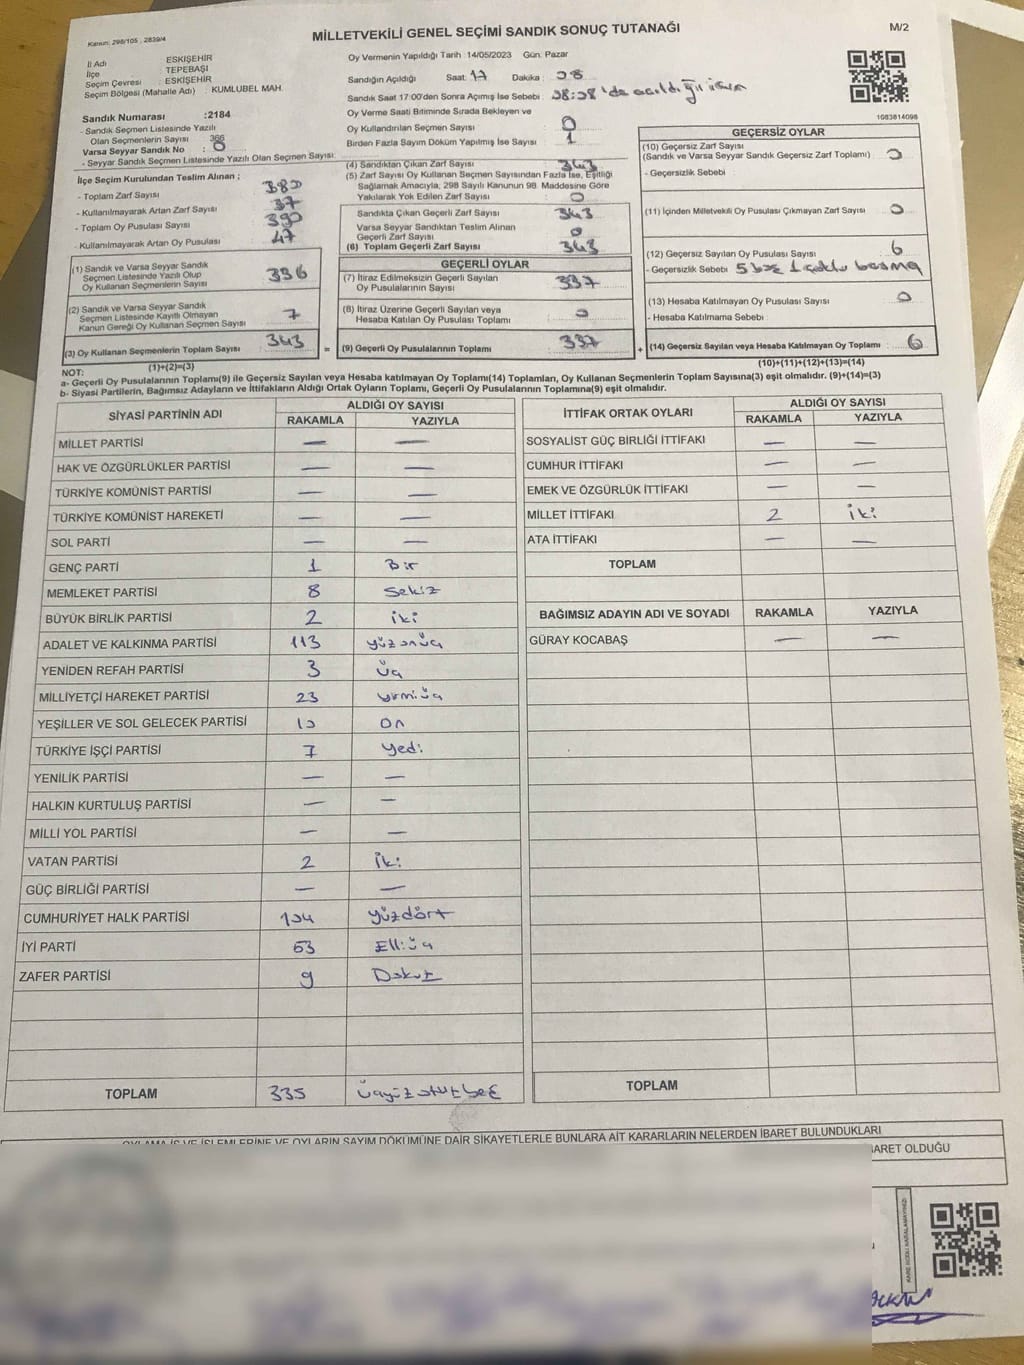 Kanun: 298/105 ; 2839/4
MİLLETVEKİLİ GENEL SEÇİMİ SANDIK SONUÇ TUTANAĞI
M/2
İl Adı : ESKİŞEHİR
İlçe : TEPEBAŞI
Seçim Çevresi : ESKİŞEHİR
Seçim Bölgesi (Mahalle Adı) : KUMLUBEL MAH.
Oy Vermenin Yapıldığı Tarih : 14/05/2023 Gün: Pazar
Sandığın Açıldığı Saat: 17 Dakika: 28
Sandık Saat 17:00'den Sonra Açımış İse Sebebi : 'de açıldığı için
Oy Verme Saati Bitiminde Sırada Bekleyen ve
Oy Kullandırılan Seçmen Sayısı 0
Birden Fazla Sayım Döküm Yapılmış İse Sayısı 1
1083814098
Sandık Numarası :2184
- Sandık Seçmen Listesinde Yazılı
Olan Seçmenlerin Sayısı : 366
Varsa Seyyar Sandık No : 0
- Seyyar Sandık Seçmen Listesinde Yazılı Olan Seçmen Sayısı:
İlçe Seçim Kurulundan Teslim Alınan ;
- Toplam Zarf Sayısı 380
- Kullanılmayarak Artan Zarf Sayısı 37
- Toplam Oy Pusulası Sayısı 390
- Kullanılmayarak Artan Oy Pusulası 47
(1) Sandık ve Varsa Seyyar Sandık
Seçmen Listesinde Yazılı Olup
Oy Kullanan Seçmenlerin Sayısı 336
(2) Sandık ve Varsa Seyyar Sandık
Seçmen Listesinde Kayıtlı Olmayan
Kanun Gereği Oy Kullanan Seçmen Sayısı 7
(3) Oy Kullanan Seçmenlerin Toplam Sayısı 343
(1)+(2)=(3)
(4) Sandıktan Çıkan Zarf Sayısı 343
(5) Zarf Sayısı Oy Kullanan Seçmen Sayısından Fazla İse, Eşitliği
Sağlamak Amacıyla, 298 Sayılı Kanunun 98. Maddesine Göre
Yakılarak Yok Edilen Zarf Sayısı 0
Sandıkta Çıkan Geçerli Zarf Sayısı 343
Varsa Seyyar Sandıktan Teslim Alınan
Geçerli Zarf Sayısı 0
(6) Toplam Geçerli Zarf Sayısı 343
GEÇERLİ OYLAR
(7) İtiraz Edilmeksizin Geçerli Sayılan
Oy Pusulalarının Sayısı 337
(8) İtiraz Üzerine Geçerli Sayılan veya
Hesaba Katılan Oy Pusulası Toplamı 0
= (9) Geçerli Oy Pusulalarının Toplamı 337
GEÇERSİZ OYLAR
(10) Geçersiz Zarf Sayısı
(Sandık ve Varsa Seyyar Sandık Geçersiz Zarf Toplamı) 0
- Geçersizlik Sebebi :
(11) İçinden Milletvekili Oy Pusulası Çıkmayan Zarf Sayısı 0
(12) Geçersiz Sayılan Oy Pusulası Sayısı 6
- Geçersizlik Sebebi : 5 boş 1 çoklu basma
(13) Hesaba Katılmayan Oy Pusulası Sayısı 0
- Hesaba Katılmama Sebebi :
+ (14) Geçersiz Sayılan veya Hesaba Katılmayan Oy Toplamı : 6
(10)+(11)+(12)+(13)=(14)
NOT:
a- Geçerli Oy Pusulalarının Toplamı(9) ile Geçersiz Sayılan veya Hesaba katılmayan Oy Toplamı(14) Toplamları, Oy Kullanan Seçmenlerin Toplam Sayısına(3) eşit olmalıdır. (9)+(14)=(3)
b- Siyasi Partilerin, Bağımsız Adayların ve İttifakların Aldığı Ortak Oyların Toplamı, Geçerli Oy Pusulalarının Toplamına(9) eşit olmalıdır.
SİYASİ PARTİNİN ADI ALDIĞI OY SAYISI
RAKAMLA YAZIYLA
MİLLET PARTİSİ — —
HAK VE ÖZGÜRLÜKLER PARTİSİ — —
TÜRKİYE KOMÜNİST PARTİSİ — —
TÜRKİYE KOMÜNİST HAREKETİ — —
SOL PARTİ — —
GENÇ PARTİ 1 Bir
MEMLEKET PARTİSİ 8 Sekiz
BÜYÜK BİRLİK PARTİSİ 2 iki
ADALET VE KALKINMA PARTİSİ 113 yüzonüç
YENİDEN REFAH PARTİSİ 3 üç
MİLLİYETÇİ HAREKET PARTİSİ 23 yirmiüç
YEŞİLLER VE SOL GELECEK PARTİSİ 10 on
TÜRKİYE İŞÇİ PARTİSİ 7 yedi
YENİLİK PARTİSİ — —
HALKIN KURTULUŞ PARTİSİ — —
MİLLİ YOL PARTİSİ — —
VATAN PARTİSİ 2 iki
GÜÇ BİRLİĞİ PARTİSİ — —
CUMHURİYET HALK PARTİSİ 104 yüzdört
İYİ PARTİ 53 Elliüç
ZAFER PARTİSİ 9 Dokuz
TOPLAM 335 üçyüzotuzbeş
İTTİFAK ORTAK OYLARI ALDIĞI OY SAYISI
RAKAMLA YAZIYLA
SOSYALİST GÜÇ BİRLİĞİ İTTİFAKI — —
CUMHUR İTTİFAKI — —
EMEK VE ÖZGÜRLÜK İTTİFAKI — —
MİLLET İTTİFAKI 2 iki
ATA İTTİFAKI — —
TOPLAM
BAĞIMSIZ ADAYIN ADI VE SOYADI RAKAMLA YAZIYLA
GÜRAY KOCABAŞ — —
TOPLAM
OYLAMA İŞ VE İŞLEMLERİNE VE OYLARIN SAYIM DÖKÜMÜNE DAİR ŞİKAYETLERLE BUNLARA AİT KARARLARIN NELERDEN İBARET BULUNDUKLARI
OLDUĞU
KARE KODU KARALAMAYINIZ!